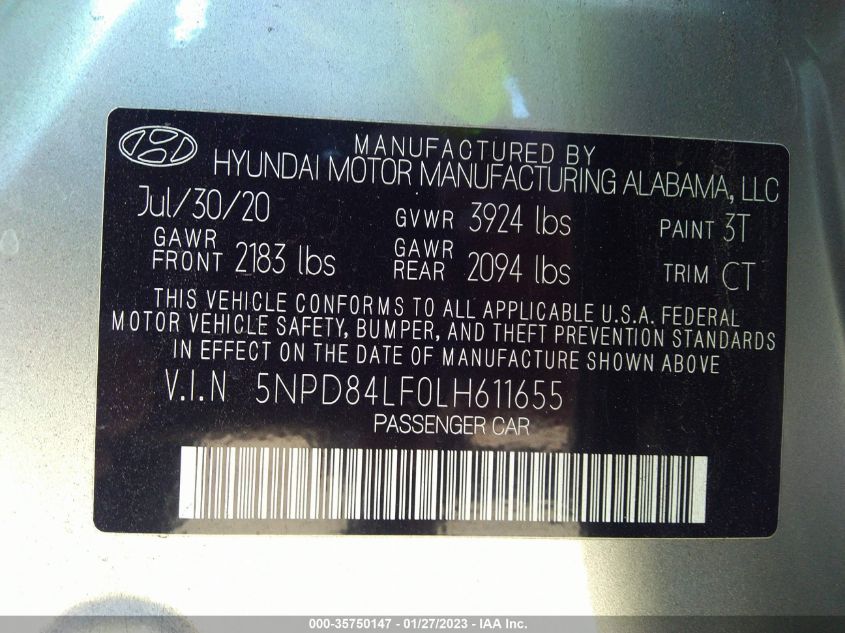 MANUFACTURED BY
HYUNDAI MOTOR MANUFACTURING ALABAMA, LLC
Jul/30/20 GVWR 3924 lbs PAINT 3T
GAWR FRONT 2183 lbs GAWR REAR 2094 lbs TRIM CT
THIS VEHICLE CONFORMS TO ALL APPLICABLE U.S.A. FEDERAL
MOTOR VEHICLE SAFETY, BUMPER, AND THEFT PREVENTION STANDARDS
IN EFFECT ON THE DATE OF MANUFACTURE SHOWN ABOVE
V.I.N 5NPD84LF0LH611655
PASSENGER CAR
000-35750147 - 01/27/2023 - IAA Inc.